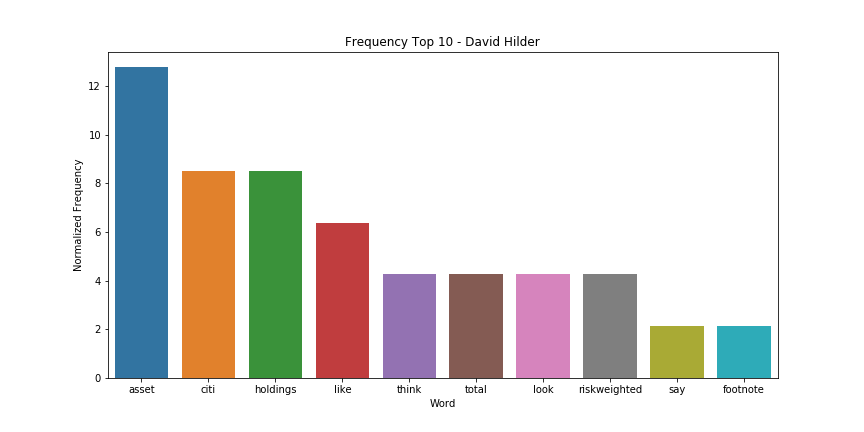 Frequency Top 10 - David Hilder
Normalized Frequency
12
10
8
6
4
2
0
asset citi holdings like think total look riskweighted say footnote
Word